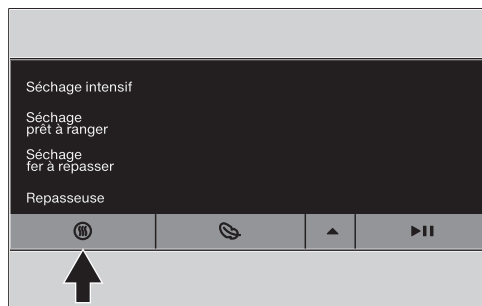 Séchage intensif
Séchage
prêt à ranger
Séchage
fer à repasser
Repasseuse